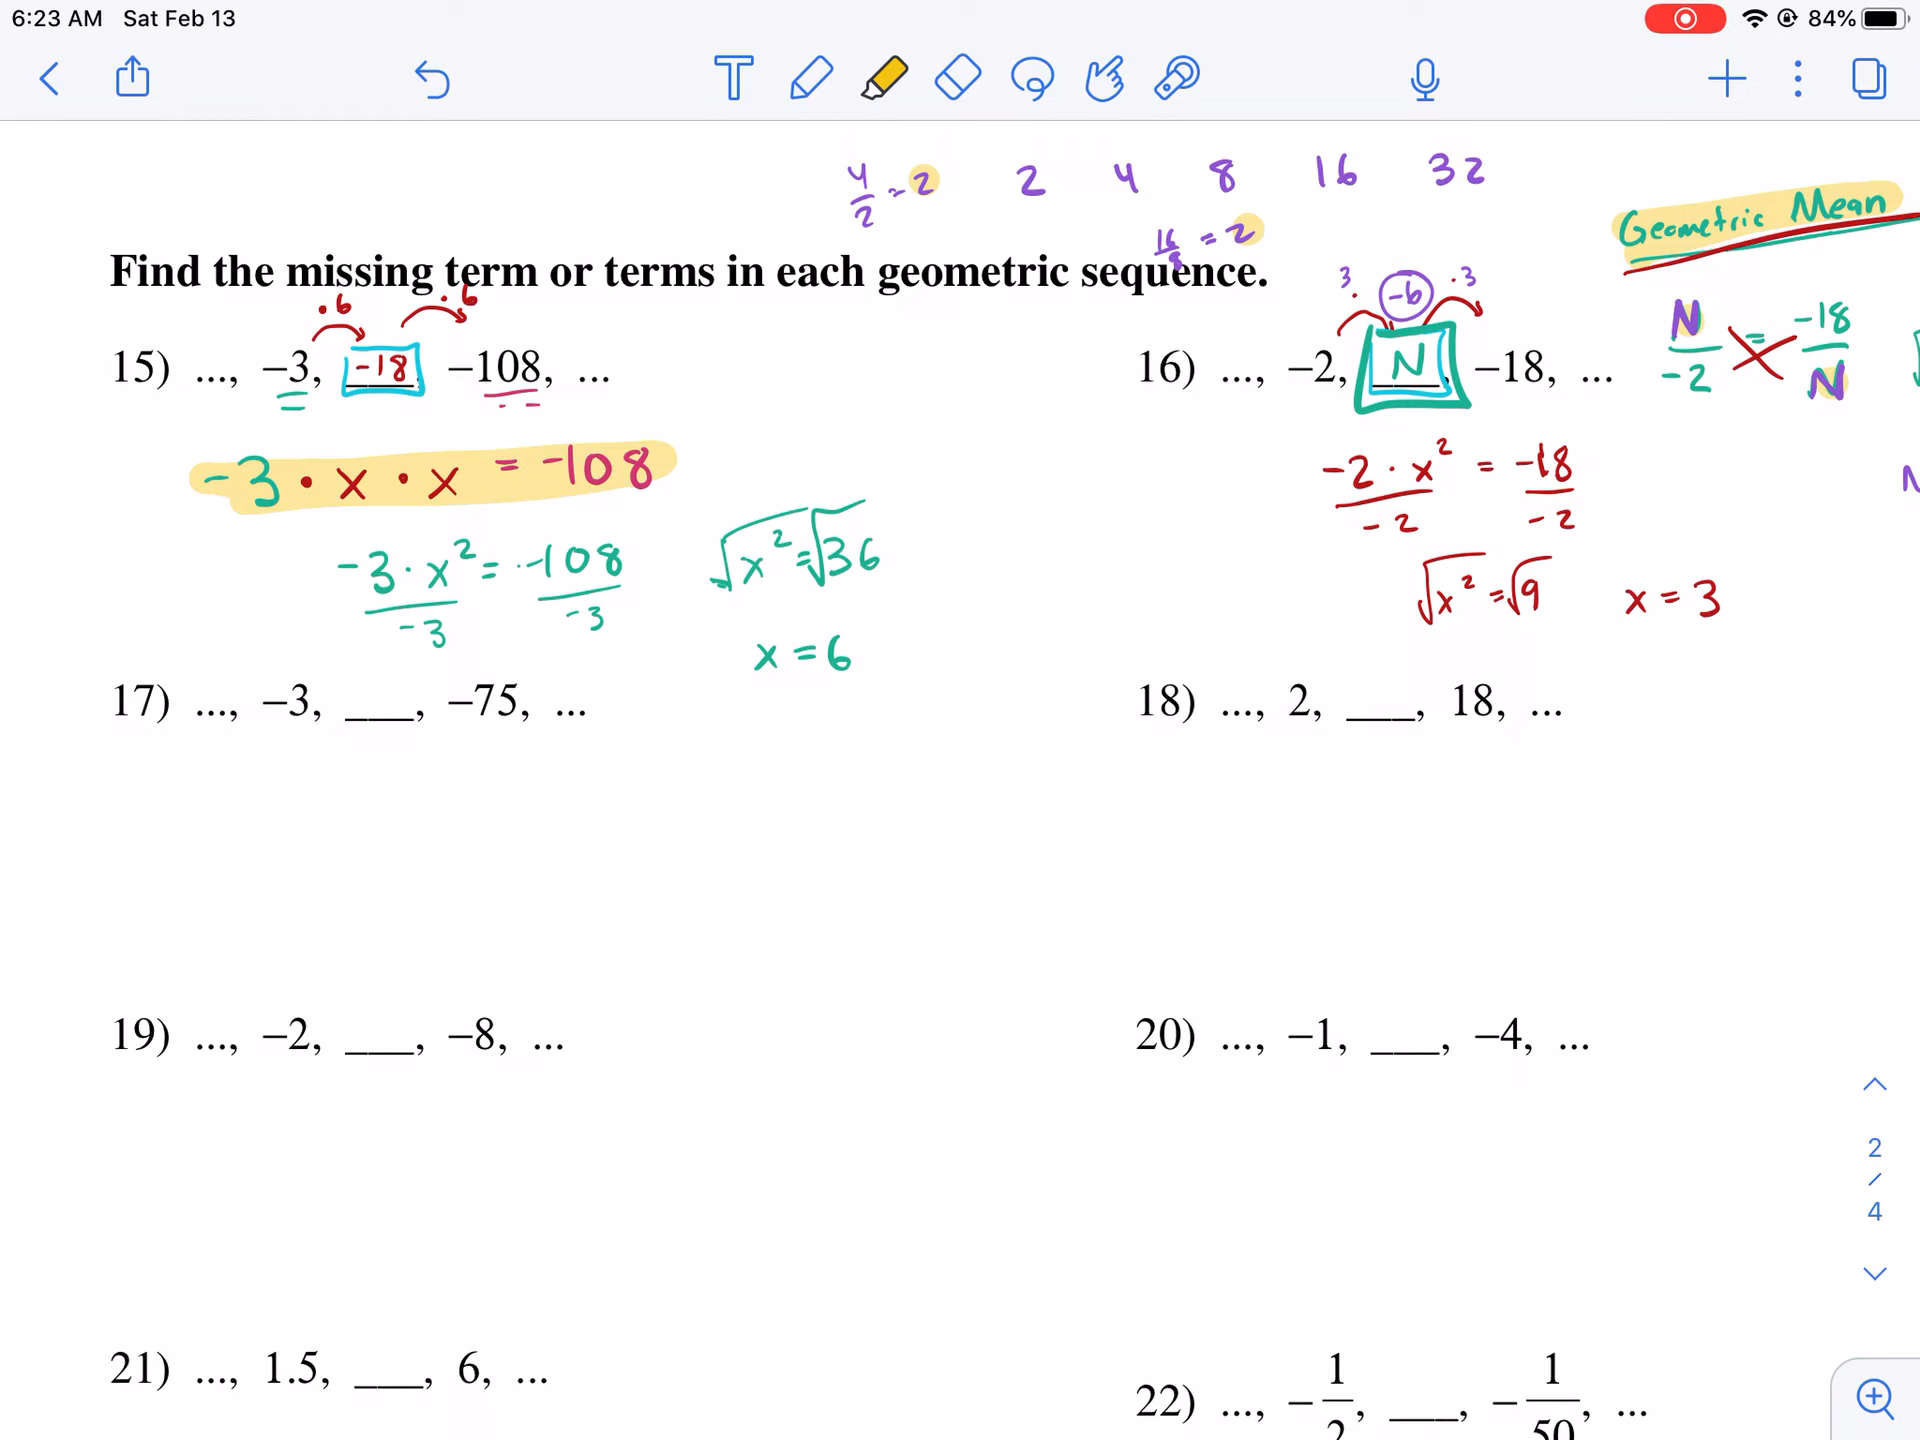 6:23 AM Sat Feb 13 84%
4/2 = 2 2 4 8 16 32
16/8 = 2
Geometric Mean
Find the missing term or terms in each geometric sequence.
·6 ·6
3· -6 ·3
15) ..., −3, -18, −108, ...
16) ..., −2, N, −18, ...
N/-2 = -18/N
-3 · x · x = -108
-2 · x² = -18
-2 -2
-3 · x² = -108
-3 -3
√x² = √36
x = 6
√x² = √9
x = 3
17) ..., −3, ___, −75, ...
18) ..., 2, ___, 18, ...
19) ..., −2, ___, −8, ...
20) ..., −1, ___, −4, ...
2
/
4
21) ..., 1.5, ___, 6, ...
22) ..., −1/2, ___, −1/50, ...